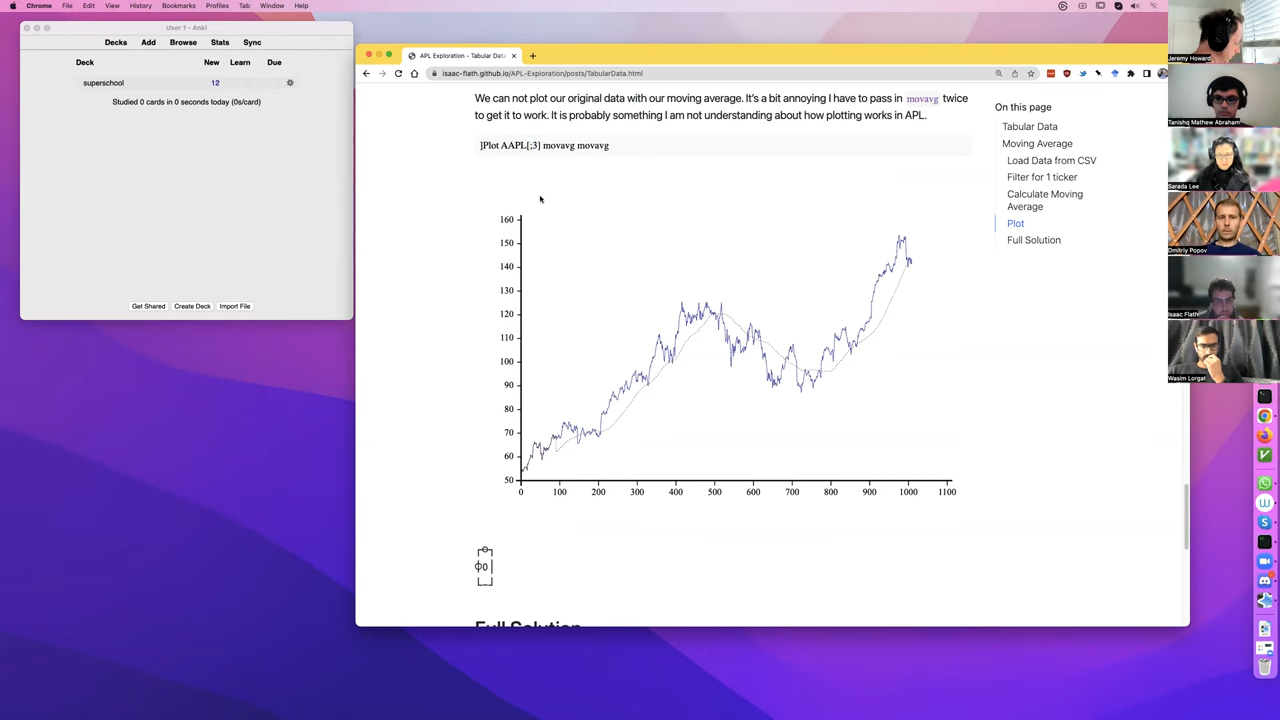 Chrome File Edit View History Bookmarks Profiles Tab Window Help
User 1 - Anki
Decks Add Browse Stats Sync
Deck New Learn Due
superschool 12
Studied 0 cards in 0 seconds today (0s/card)
Get Shared Create Deck Import File
APL Exploration - Tabular Dat
isaac-flath.github.io/APL-Exploration/posts/TabularData.html
We can not plot our original data with our moving average. It's a bit annoying I have to pass in movavg twice
to get it to work. It is probably something I am not understanding about how plotting works in APL.
]Plot AAPL[;3] movavg movavg
160
150
140
130
120
110
100
90
80
70
60
50
0 100 200 300 400 500 600 700 800 900 1000 1100
0
Full Solution
On this page
Tabular Data
Moving Average
Load Data from CSV
Filter for 1 ticker
Calculate Moving
Average
Plot
Full Solution
Jeremy Howard
Tanishq Mathew Abraham
Sarada Lee
Dmitriy Popov
Isaac Flath
Wasim Lorgat